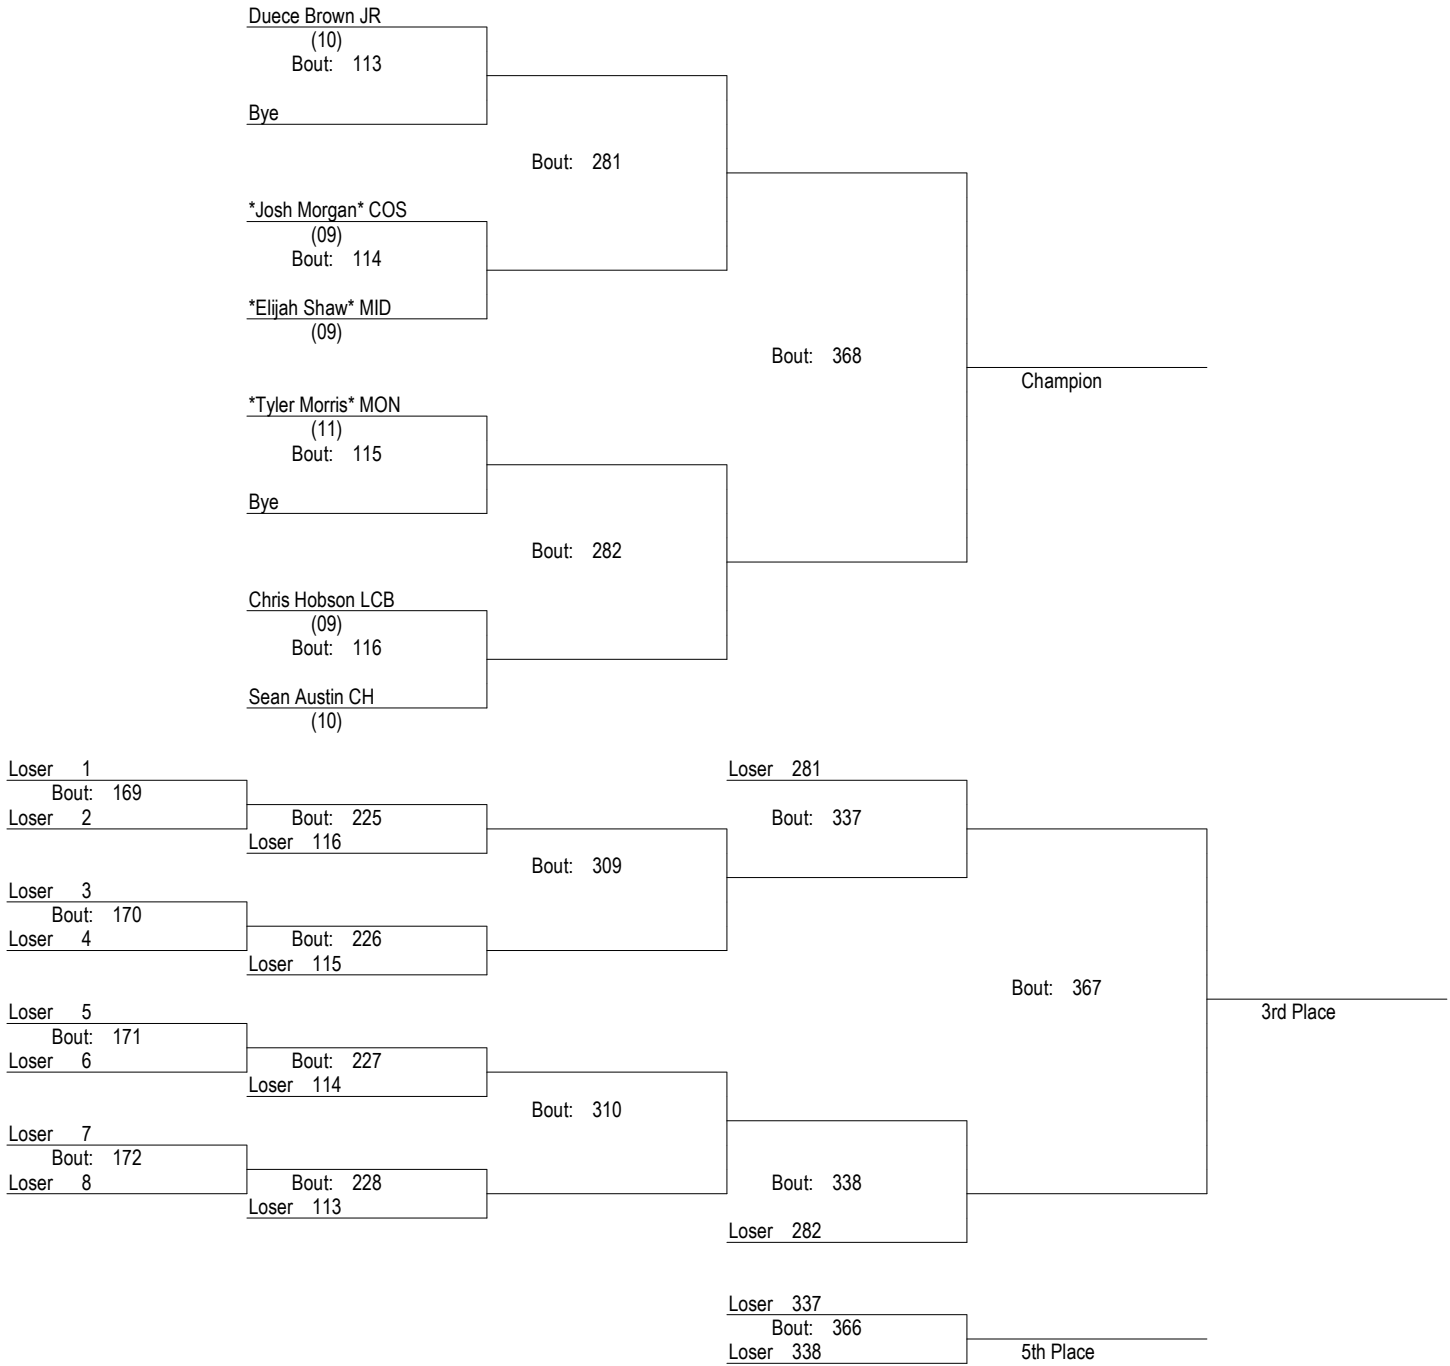 Duece Brown JR
(10)
Bout: 113
Bye
Bout: 281
*Josh Morgan* COS
(09)
Bout: 114
*Elijah Shaw* MID
(09)
Bout: 368
Champion
*Tyler Morris* MON
(11)
Bout: 115
Bye
Bout: 282
Chris Hobson LCB
(09)
Bout: 116
Sean Austin CH
(10)
Loser 1
Bout: 169
Loser 2
Bout: 225
Loser 116
Loser 281
Bout: 337
Bout: 309
Loser 3
Bout: 170
Loser 4
Bout: 226
Loser 115
Bout: 367
3rd Place
Loser 5
Bout: 171
Loser 6
Bout: 227
Loser 114
Bout: 310
Loser 7
Bout: 172
Loser 8
Bout: 228
Loser 113
Bout: 338
Loser 282
Loser 337
Bout: 366
Loser 338
5th Place